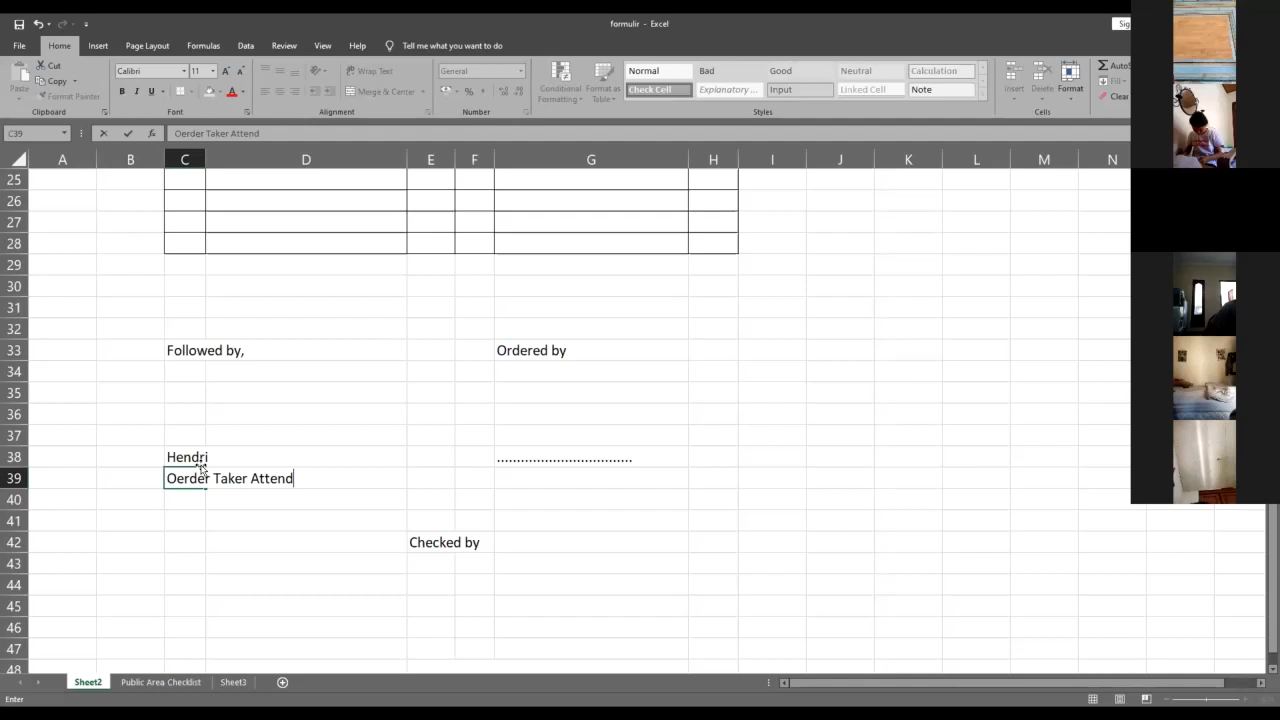 formulir - Excel
Sig
File Home Insert Page Layout Formulas Data Review View Help Tell me what you want to do
Cut
Copy
Format Painter
Paste
Clipboard
Calibri 11
B I U
Font
Wrap Text
Merge & Center
Alignment
General
Number
Conditional Formatting
Format as Table
Normal Bad Good Neutral Calculation
Check Cell Explanatory ... Input Linked Cell Note
Styles
Insert Delete Format
Cells
AutoS
Fill
Clear
C39 fx Oerder Taker Attend
A B C D E F G H I J K L M N
25
26
27
28
29
30
31
32
33 Followed by, Ordered by
34
35
36
37
38 Hendri ..................................
39 Oerder Taker Attend
40
41
42 Checked by
43
44
45
46
47
48
Sheet2 Public Area Checklist Sheet3
Enter